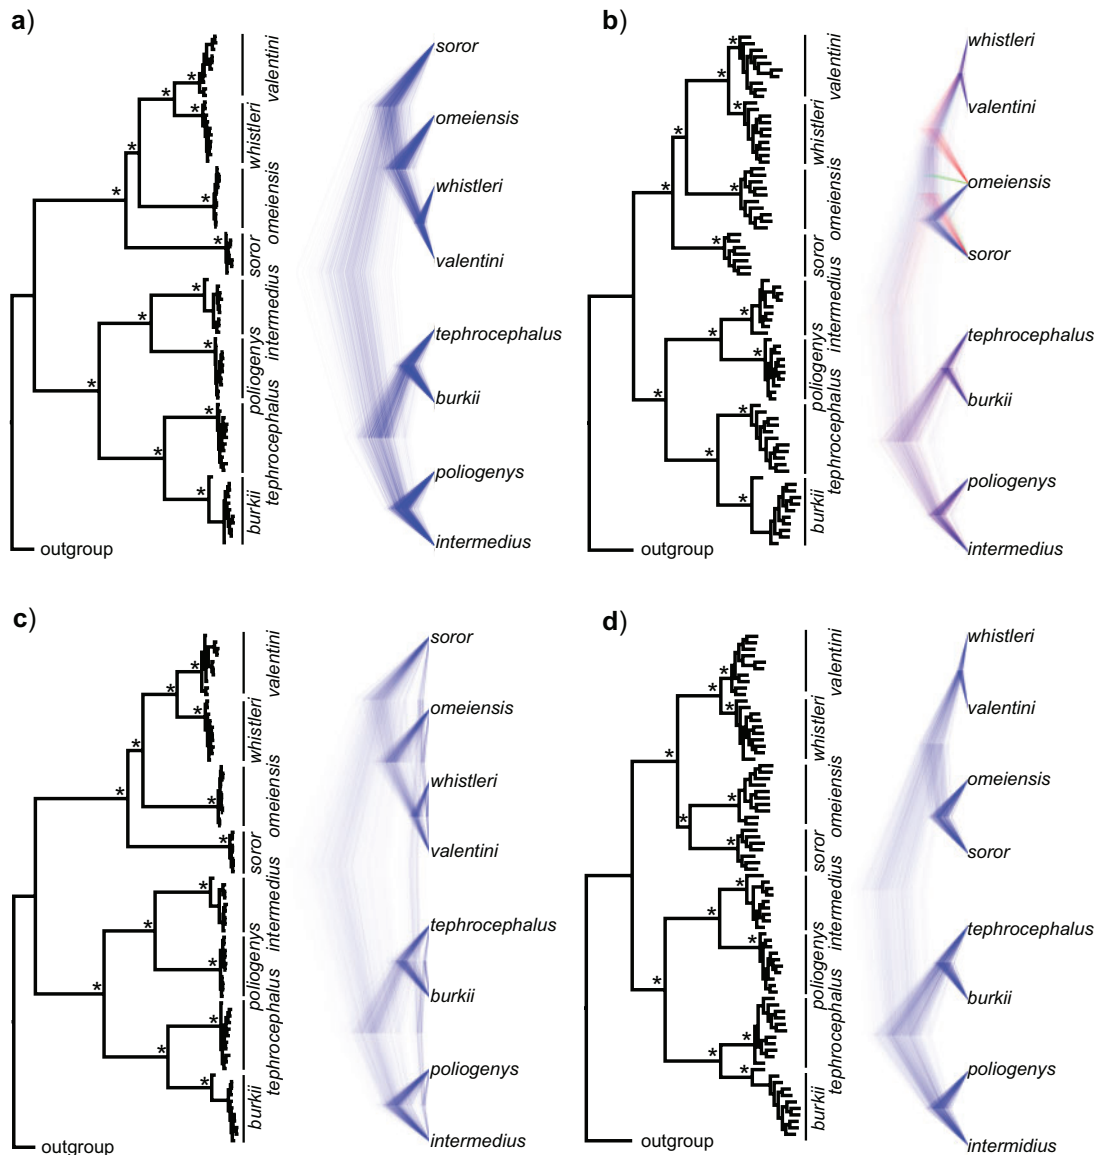 a)
valentini
whistleri
omeiensis
soror
intermedius
poliogenys
tephrocephalus
burkii
outgroup
soror
omeiensis
whistleri
valentini
tephrocephalus
burkii
poliogenys
intermedius
b)
valentini
whistleri
omeiensis
soror
intermedius
poliogenys
tephrocephalus
burkii
outgroup
whistleri
valentini
omeiensis
soror
tephrocephalus
burkii
poliogenys
intermedius
c)
valentini
whistleri
omeiensis
soror
intermedius
poliogenys
tephrocephalus
burkii
outgroup
soror
omeiensis
whistleri
valentini
tephrocephalus
burkii
poliogenys
intermedius
d)
valentini
whistleri
omeiensis
soror
intermedius
poliogenys
tephrocephalus
burkii
outgroup
whistleri
valentini
omeiensis
soror
tephrocephalus
burkii
poliogenys
intermidius